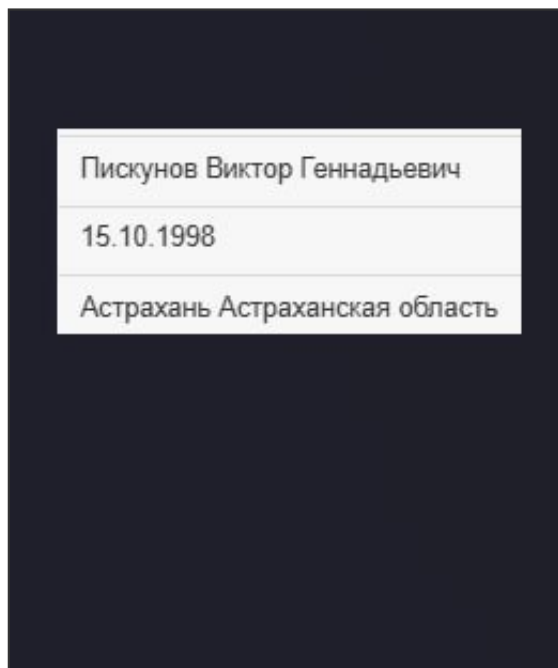 Пискунов Виктор Геннадьевич
15.10.1998
Астрахань Астраханская область